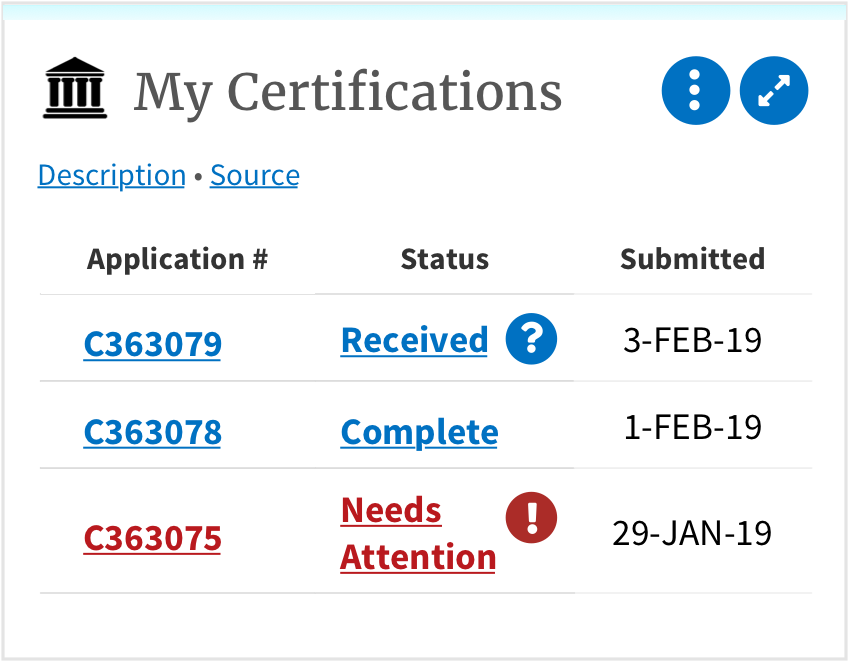 My Certifications
Description • Source
Application # Status Submitted
C363079 Received ? 3-FEB-19
C363078 Complete 1-FEB-19
C363075 Needs Attention ! 29-JAN-19